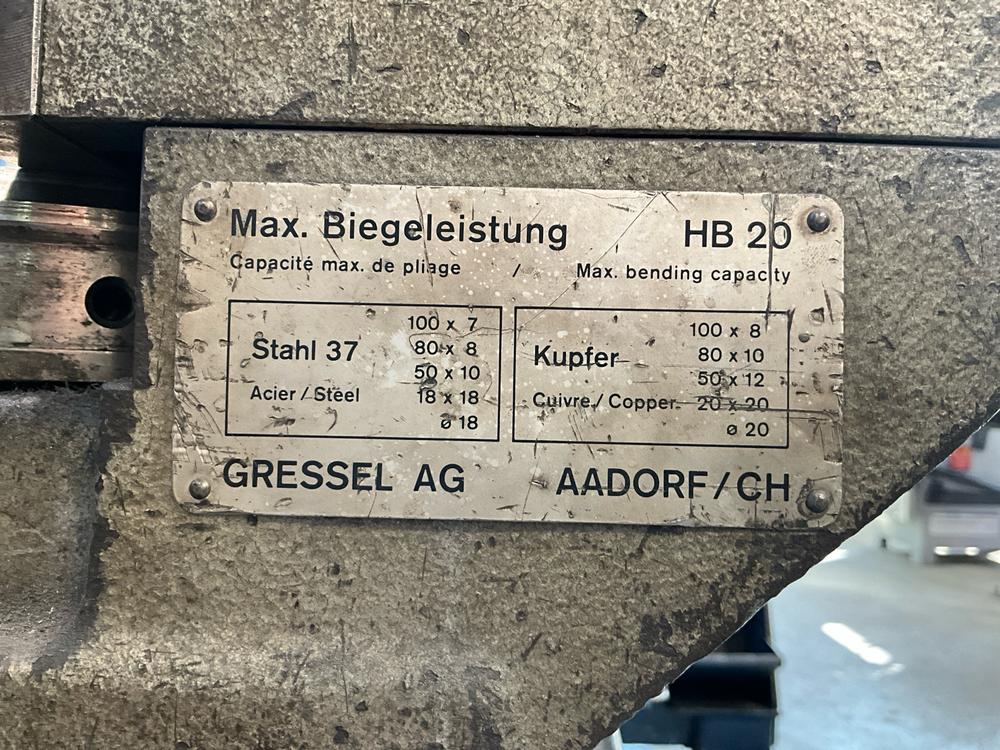 Max. Biegeleistung HB 20
Capacité max. de pliage / Max. bending capacity
Stahl 37
Acier / Steel
100 x 7
80 x 8
50 x 10
18 x 18
ø 18
Kupfer
Cuivre / Copper
100 x 8
80 x 10
50 x 12
20 x 20
ø 20
GRESSEL AG AADORF / CH